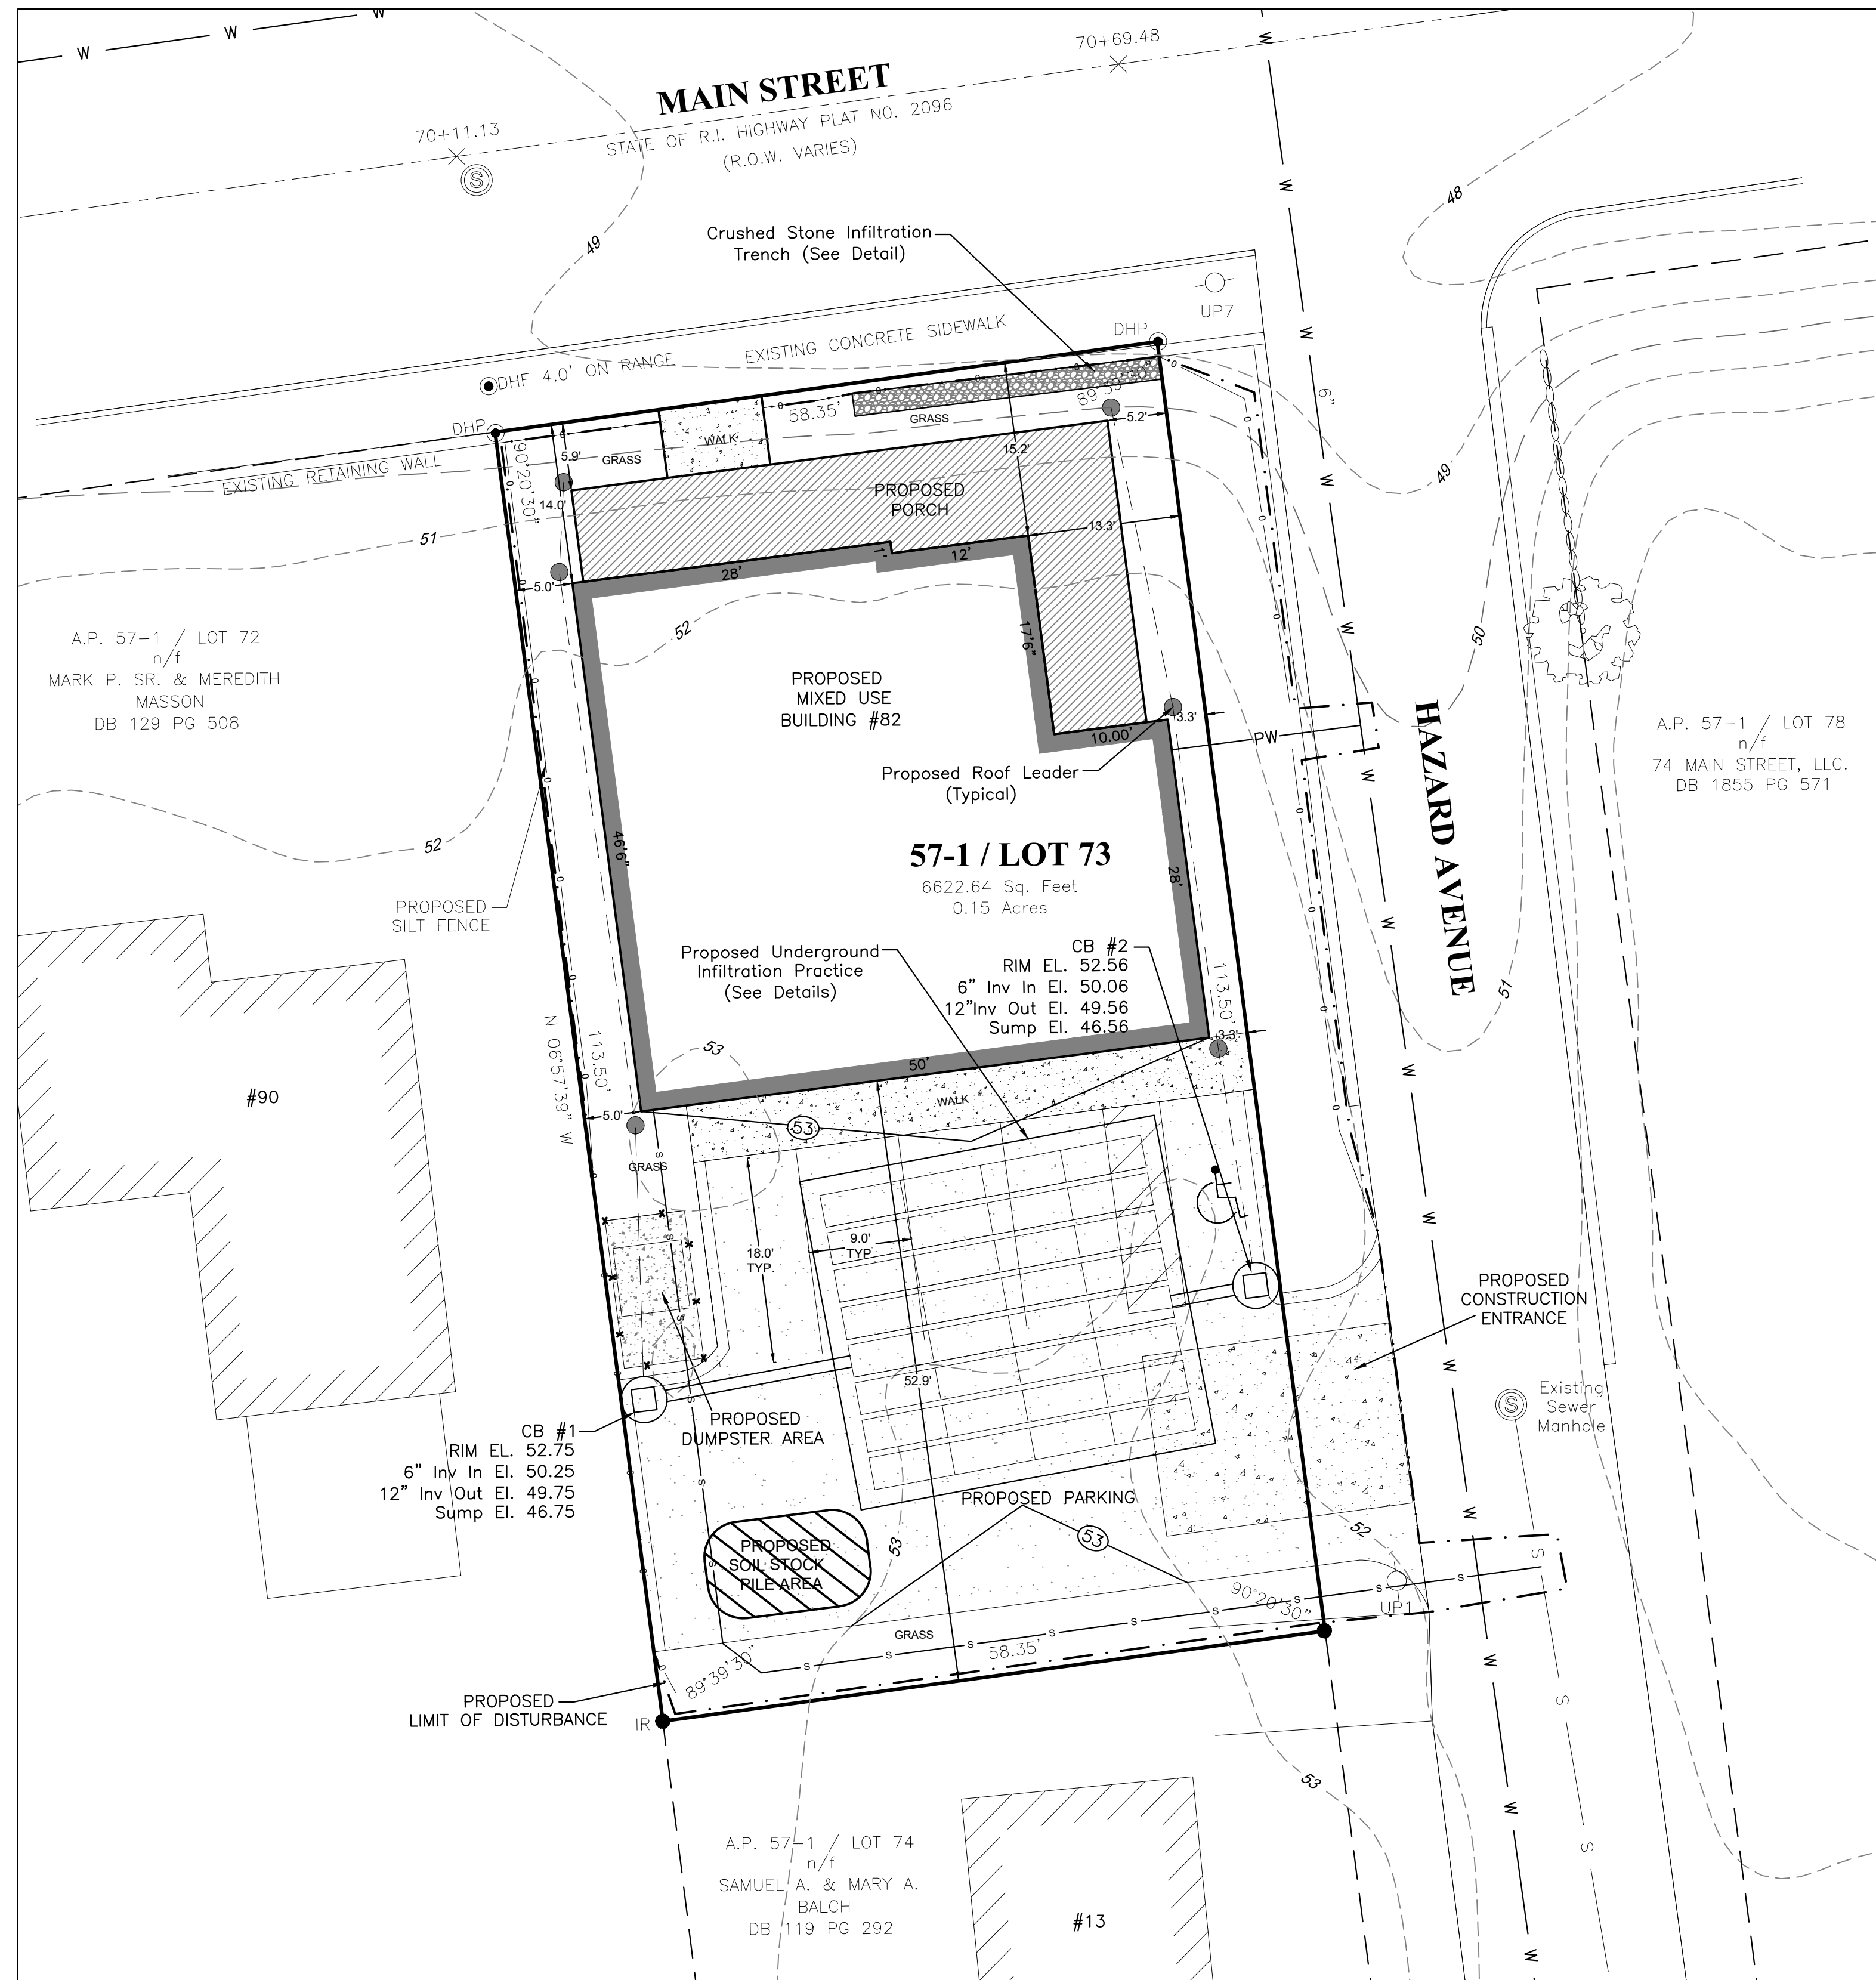 W
W
W
W
70+69.48
MAIN STREET
STATE OF R.I. HIGHWAY PLAT NO. 2096
(R.O.W. VARIES)
70+11.13
S
48
49
Crushed Stone Infiltration
Trench (See Detail)
W
UP7
DHP
EXISTING CONCRETE SIDEWALK
DHF 4.0' ON RANGE
W
6"
89°39'30"
58.35'
GRASS
5.2'
DHP
WALK
5.9'
GRASS
15.2'
EXISTING RETAINING WALL
90°20'30"
14.0'
PROPOSED
PORCH
13.3'
W
49
51
1'
12'
28'
5.0'
52
17'6"
W
50
A.P. 57-1 / LOT 72
n/f
MARK P. SR. & MEREDITH
MASSON
DB 129 PG 508
PROPOSED
MIXED USE
BUILDING #82
3.3'
10.00'
PW
HAZARD AVENUE
A.P. 57-1 / LOT 78
n/f
74 MAIN STREET, LLC.
DB 1855 PG 571
Proposed Roof Leader
(Typical)
W
52
46'6"
57-1 / LOT 73
6622.64 Sq. Feet
0.15 Acres
28'
PROPOSED
SILT FENCE
W
Proposed Underground
Infiltration Practice
(See Details)
CB #2
RIM EL. 52.56
6" Inv In El. 50.06
12"Inv Out El. 49.56
Sump El. 46.56
113.50'
51
N 06°57'39" W
113.50'
53
50'
3.3'
W
#90
5.0'
WALK
53
GRASS
S
W
18.0'
TYP.
9.0'
TYP
S
PROPOSED
CONSTRUCTION
ENTRANCE
S
W
52.9'
S
Existing
Sewer
Manhole
S
PROPOSED
DUMPSTER AREA
CB #1
RIM EL. 52.75
6" Inv In El. 50.25
12" Inv Out El. 49.75
Sump El. 46.75
S
PROPOSED PARKING
W
52
53
53
PROPOSED
SOIL STOCK
PILE AREA
S
S
90°20'30"
UP1
GRASS
S
S
S
S
S
S
S
S
S
58.35'
89°39'30"
W
PROPOSED
LIMIT OF DISTURBANCE
IR
S
53
W
A.P. 57-1 / LOT 74
n/f
SAMUEL A. & MARY A.
BALCH
DB 119 PG 292
S
#13
W